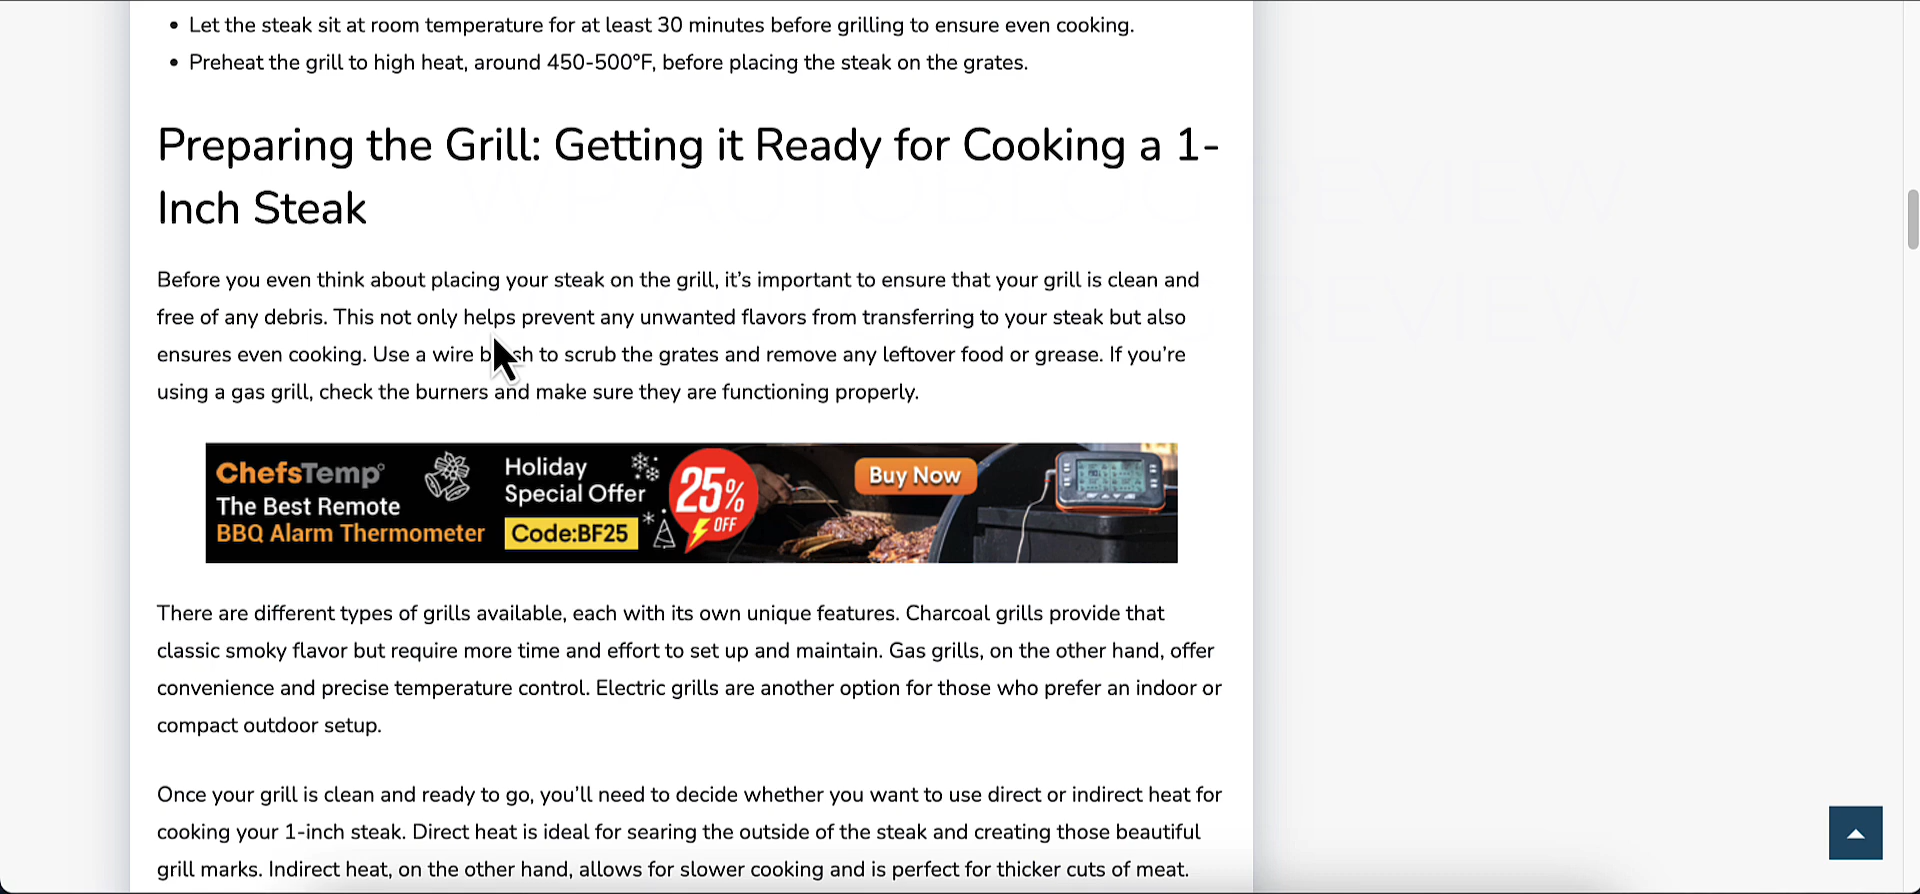 Let the steak sit at room temperature for at least 30 minutes before grilling to ensure even cooking.
Preheat the grill to high heat, around 450-500°F, before placing the steak on the grates.
Preparing the Grill: Getting it Ready for Cooking a 1-
Inch Steak
Before you even think about placing your steak on the grill, it's important to ensure that your grill is clean and
free of any debris. This not only helps prevent any unwanted flavors from transferring to your steak but also
ensures even cooking. Use a wire to scrub the grates and remove any leftover food or grease. If you're
using a gas grill, check the burners and make sure they are functioning properly.
ChefsTemp
The Best Remote
BBQ Alarm Thermometer
Holiday
Special Offer
Code:BF25
25%
OFF
Buy Now
There are different types of grills available, each with its own unique features. Charcoal grills provide that
classic smoky flavor but require more time and effort to set up and maintain. Gas grills, on the other hand, offer
convenience and precise temperature control. Electric grills are another option for those who prefer an indoor or
compact outdoor setup.
Once your grill is clean and ready to go, you'll need to decide whether you want to use direct or indirect heat for
cooking your 1-inch steak. Direct heat is ideal for searing the outside of the steak and creating those beautiful
grill marks. Indirect heat, on the other hand, allows for slower cooking and is perfect for thicker cuts of meat.